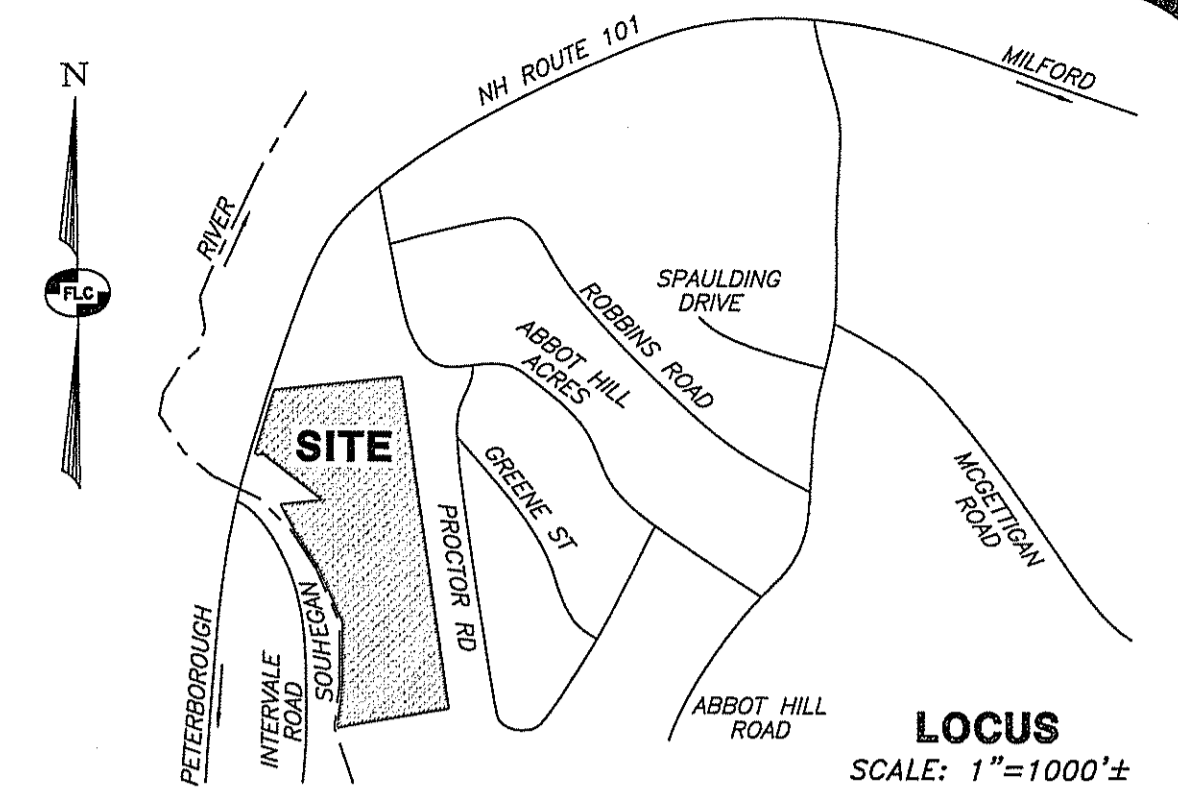 N
FLC
NH ROUTE 101
MILFORD
RIVER
SPAULDING
DRIVE
ROBBINS ROAD
ABBOT HILL
ACRES
SITE
GREENE ST
MCGETTIGAN
ROAD
PROCTOR RD
SOUHEGAN
PETERBOROUGH
INTERVALE
ROAD
ABBOT HILL
ROAD
LOCUS
SCALE: 1"=1000'±